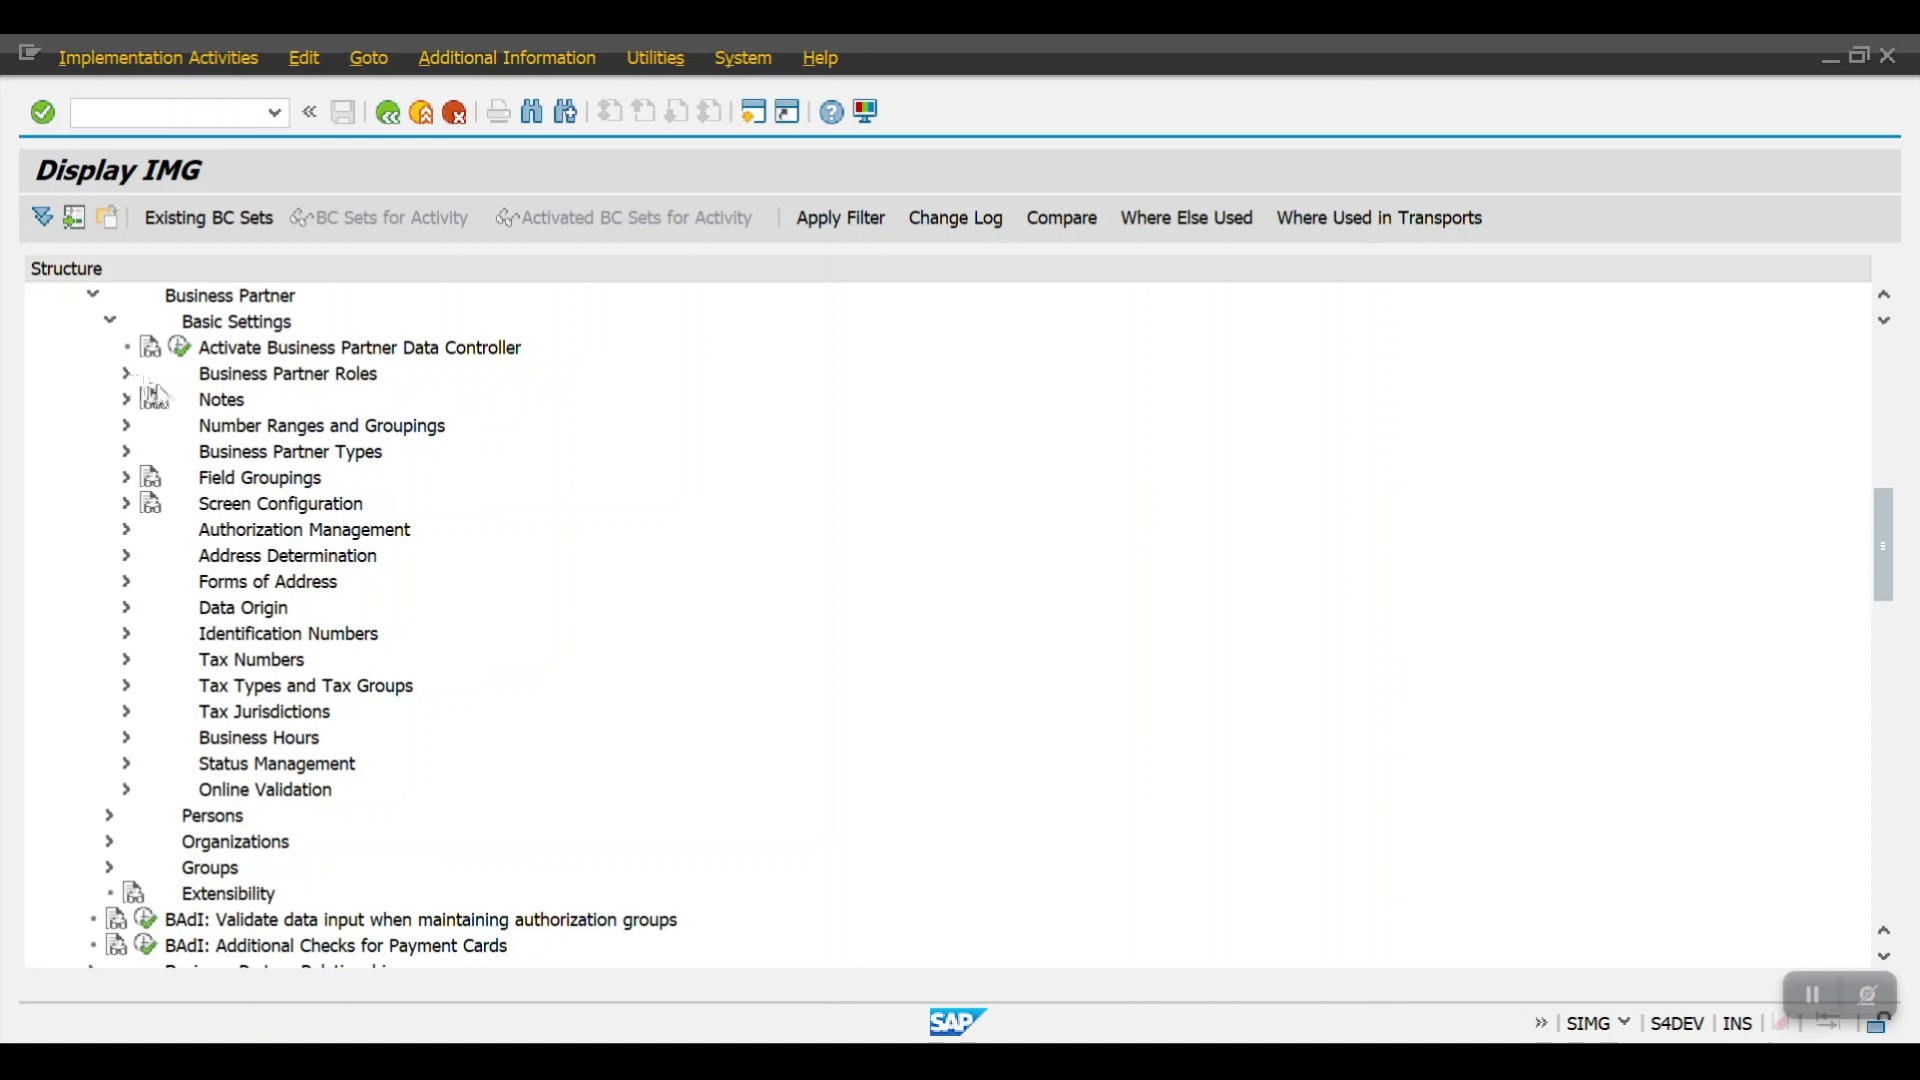 Implementation Activities Edit Goto Additional Information Utilities System Help
Display IMG
Existing BC Sets BC Sets for Activity Activated BC Sets for Activity Apply Filter Change Log Compare Where Else Used Where Used in Transports
Structure
Business Partner
Basic Settings
Activate Business Partner Data Controller
Business Partner Roles
Notes
Number Ranges and Groupings
Business Partner Types
Field Groupings
Screen Configuration
Authorization Management
Address Determination
Forms of Address
Data Origin
Identification Numbers
Tax Numbers
Tax Types and Tax Groups
Tax Jurisdictions
Business Hours
Status Management
Online Validation
Persons
Organizations
Groups
Extensibility
BAdI: Validate data input when maintaining authorization groups
BAdI: Additional Checks for Payment Cards
SAP SIMG S4DEV INS